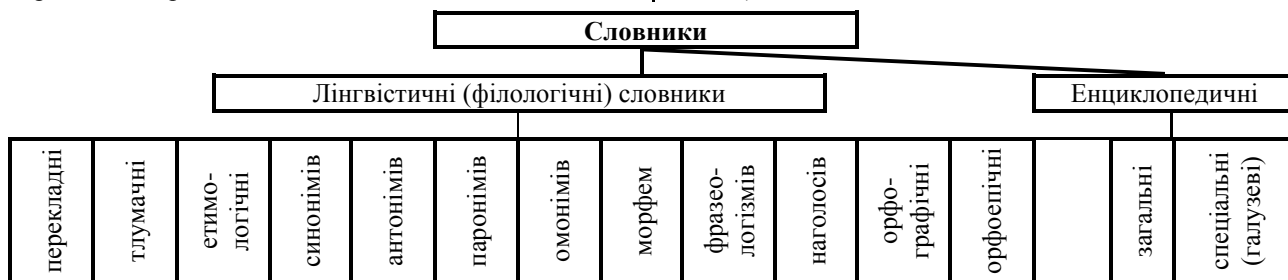 Словники
Лінгвістичні (філологічні) словники
Енциклопедичні
перекладні
тлумачні
етимо-
логічні
синонімів
антонімів
паронімів
омонімів
морфем
фразео-
логізмів
наголосів
орфо-
графічні
орфоепічні
загальні
спеціальні
(галузеві)